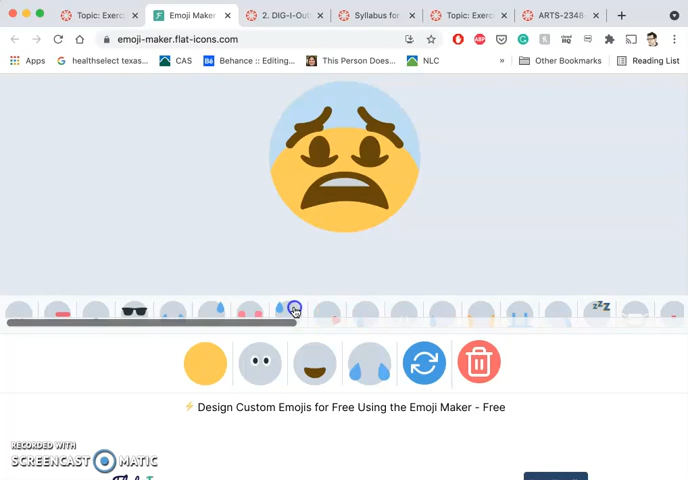 Topic: Exerc
Emoji Maker
2. DIG-I-Out
Syllabus for
Topic: Exerc
ARTS-2348-
emoji-maker.flat-icons.com
ABP
Apps
healthselect texas...
CAS
Bē
Behance :: Editing...
This Person Does...
NLC
»
Other Bookmarks
Reading List
zzZ
⚡ Design Custom Emojis for Free Using the Emoji Maker - Free
RECORDED WITH
SCREENCAST MATIC